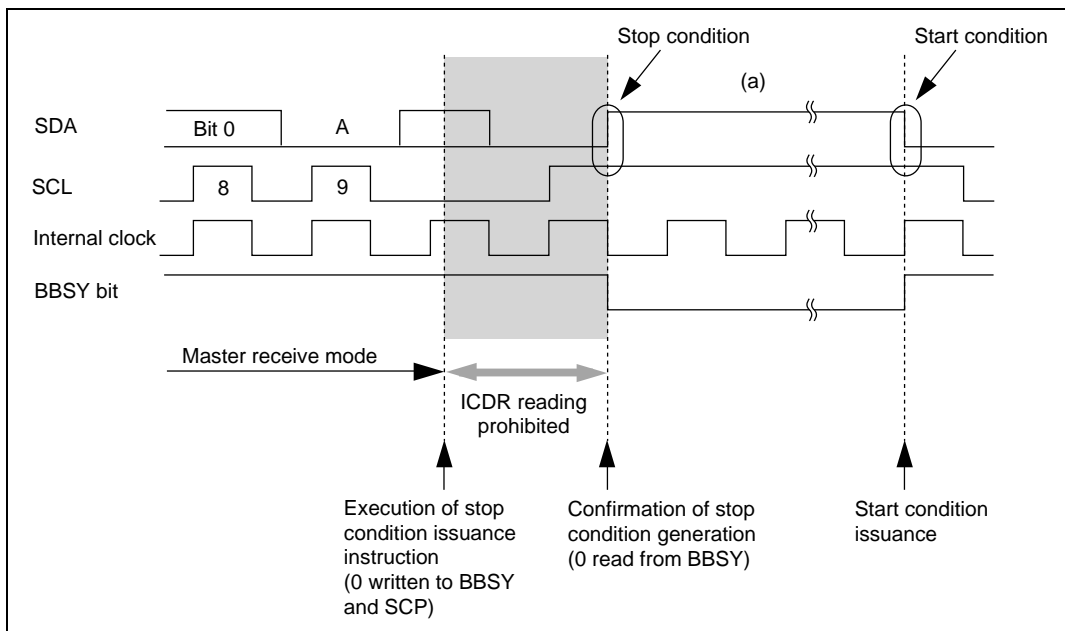 Stop condition
Start condition
(a)
SDA
Bit 0
A
SCL
8
9
Internal clock
BBSY bit
Master receive mode
ICDR reading
prohibited
Execution of stop
condition issuance
instruction
(0 written to BBSY
and SCP)
Confirmation of stop
condition generation
(0 read from BBSY)
Start condition
issuance